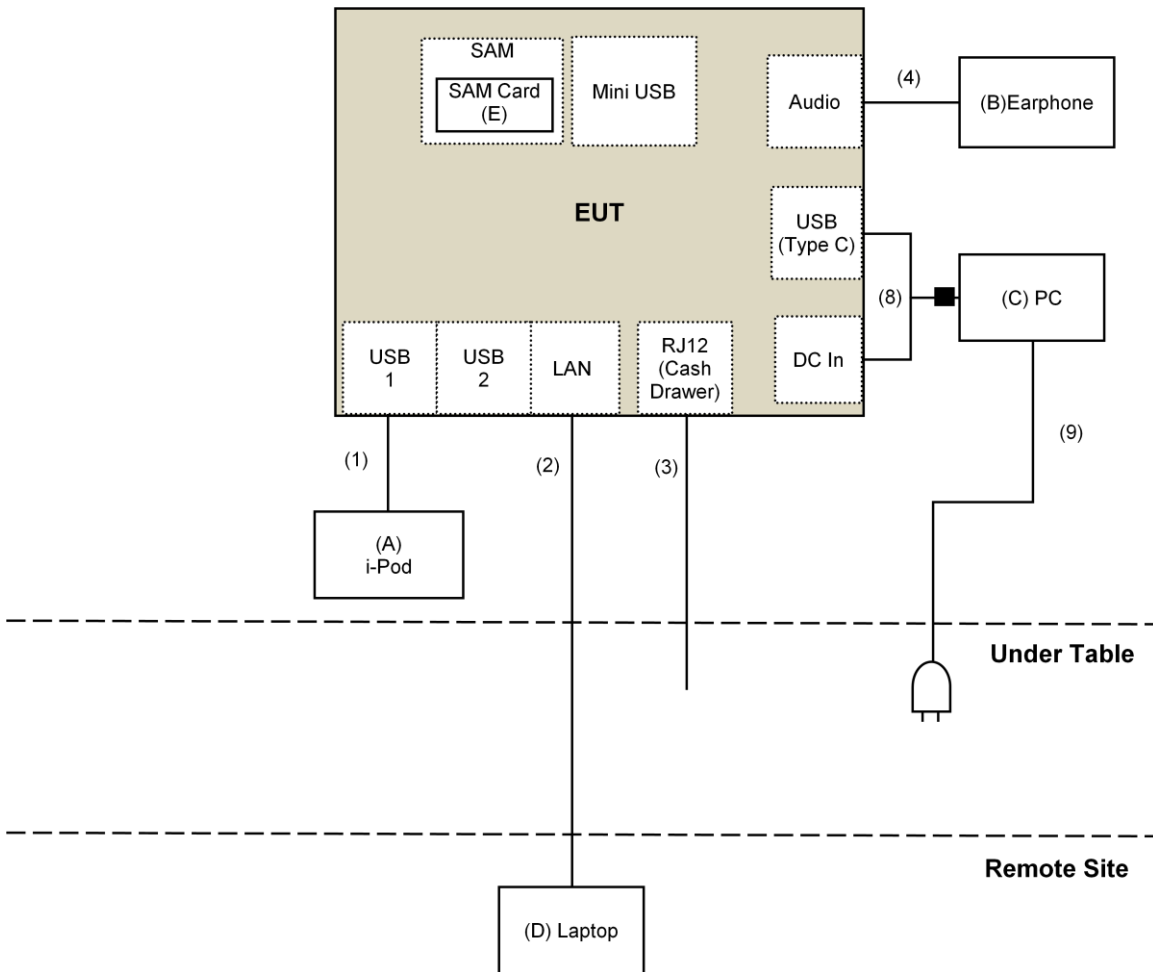 SAM
SAM Card
(E)
Mini USB
Audio
(4)
(B)Earphone
EUT
USB
(Type C)
(8)
(C) PC
DC In
USB
1
USB
2
LAN
RJ12
(Cash
Drawer)
(1)
(2)
(3)
(9)
(A)
i-Pod
Under Table
Remote Site
(D) Laptop